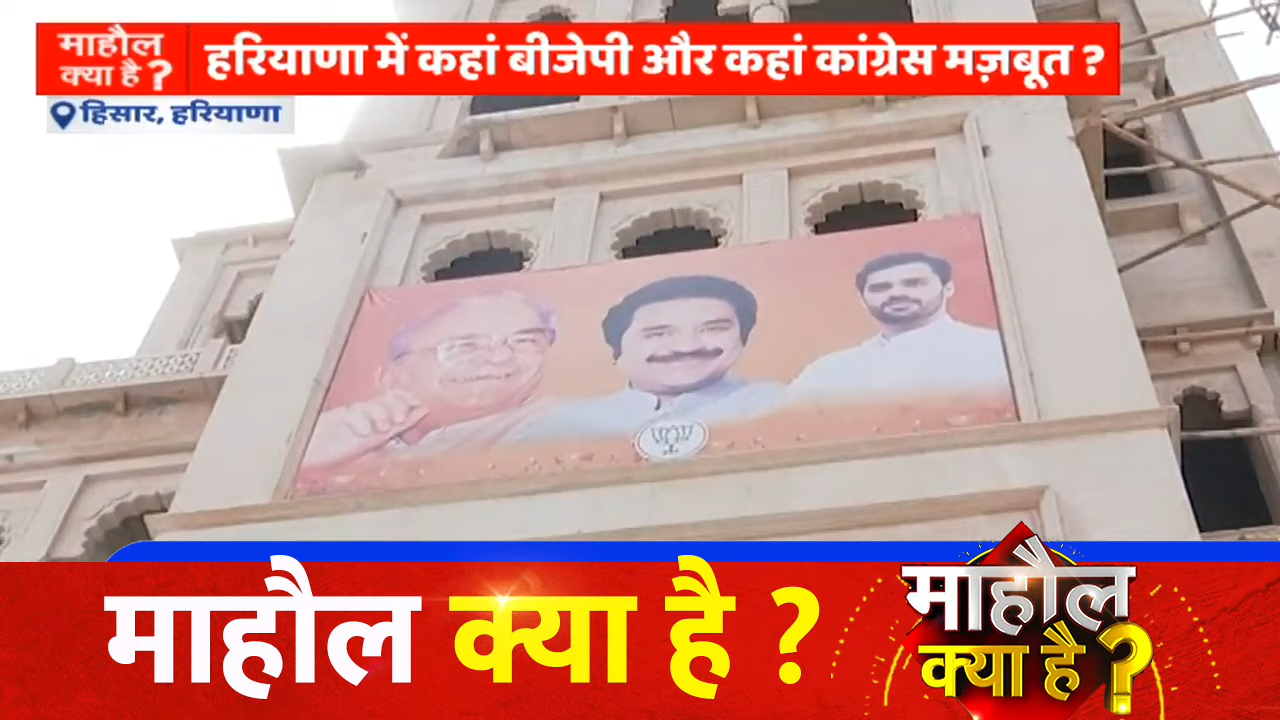 माहौल
क्या है ?
हरियाणा में कहां बीजेपी और कहां कांग्रेस मज़बूत ?
हिसार, हरियाणा
माहौल क्या है ?
माहौल
क्या है ?